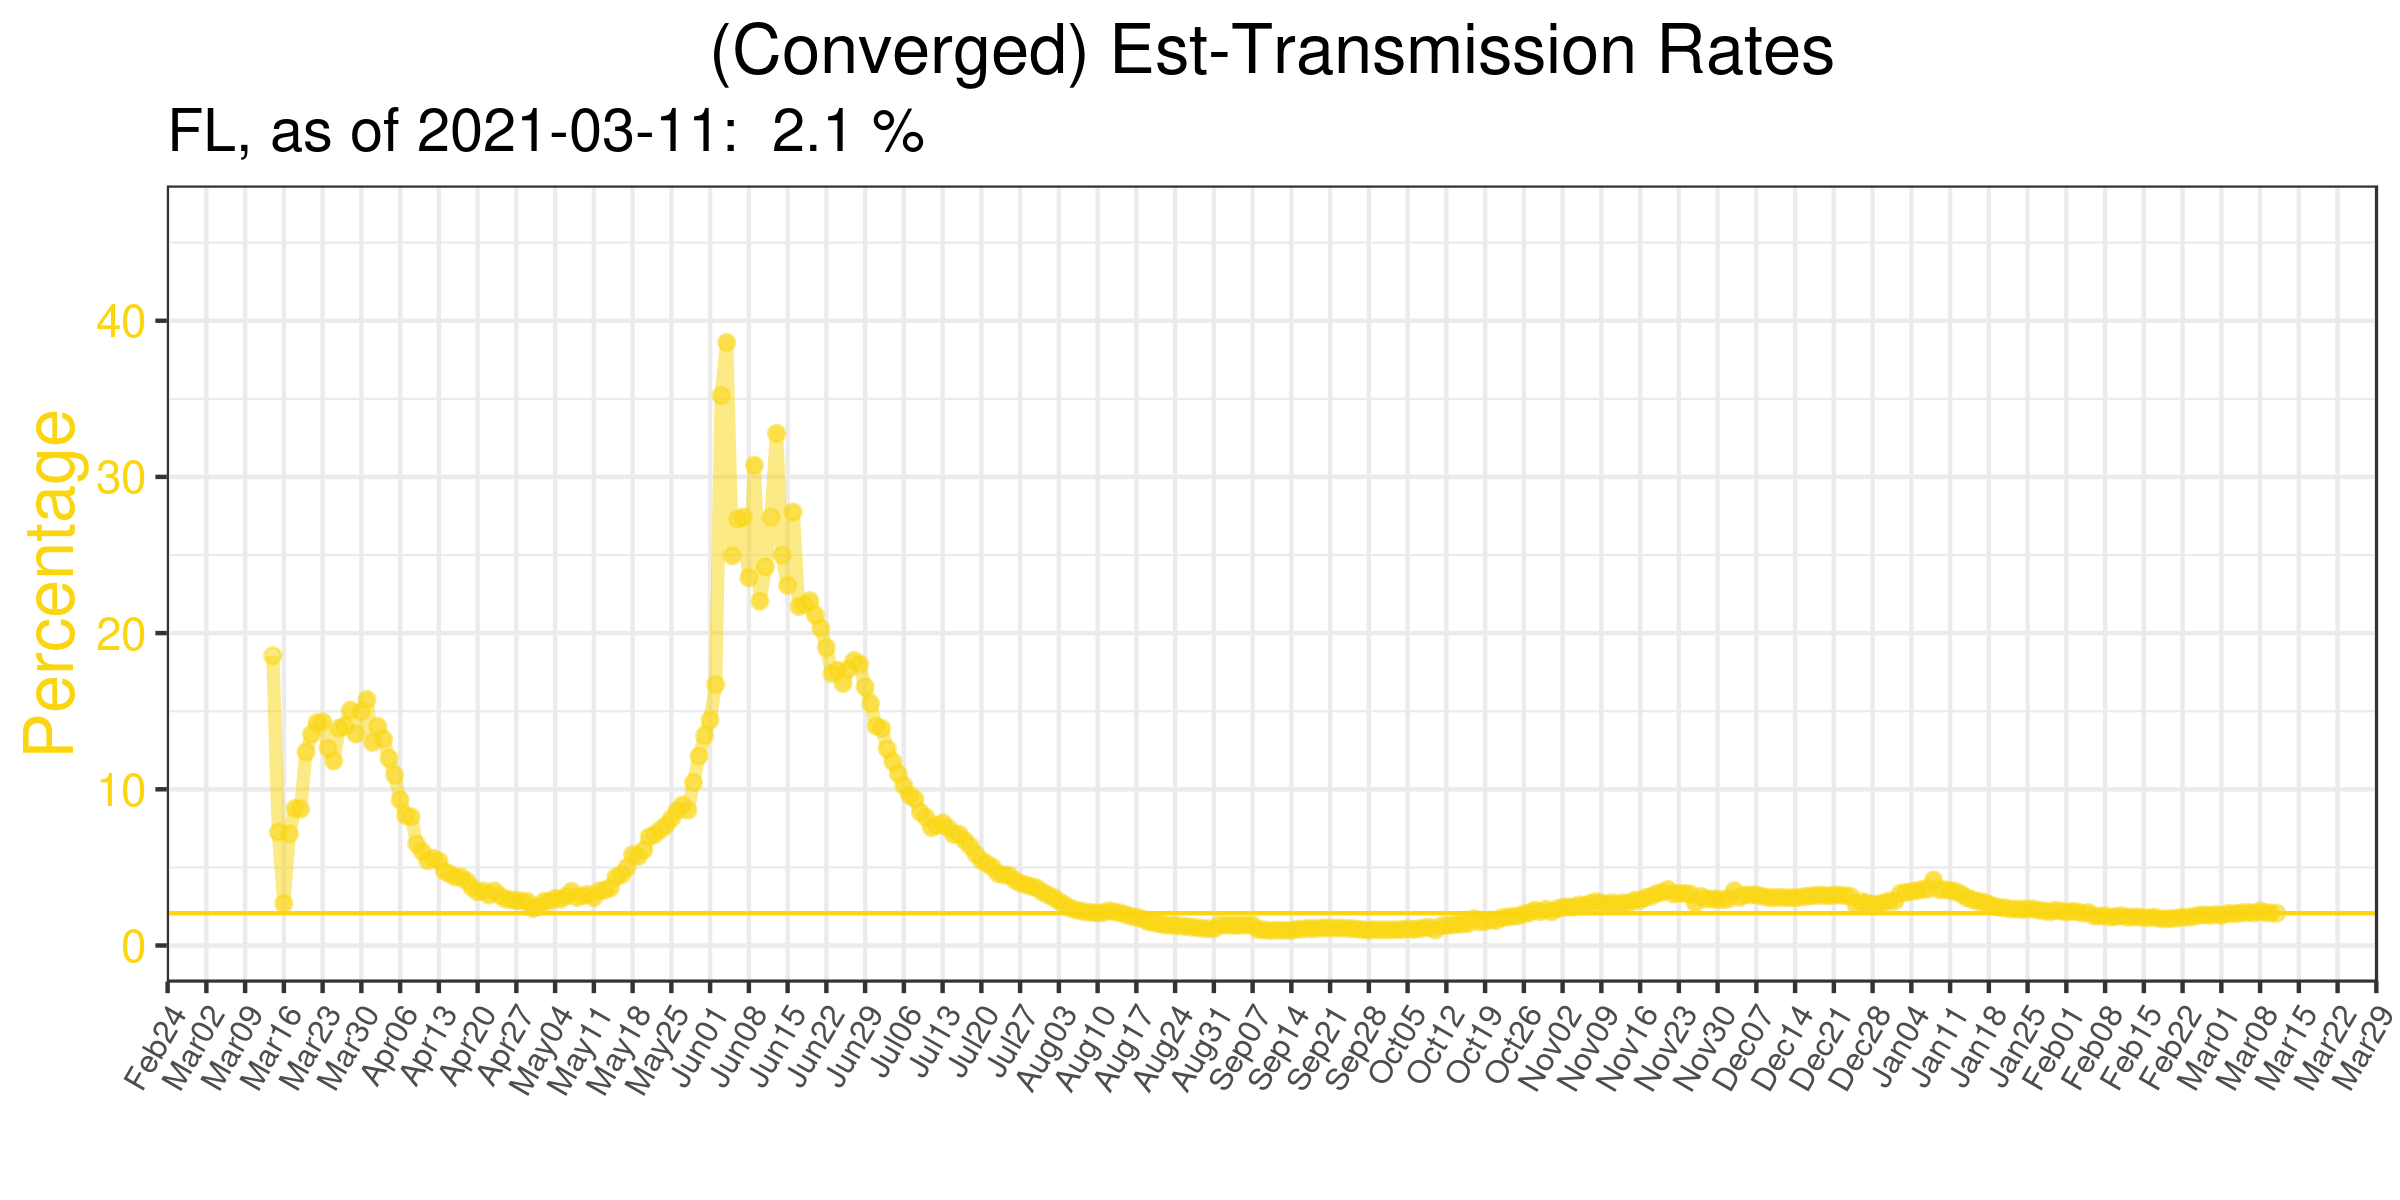 (Converged) Est-Transmission Rates
FL, as of 2021-03-11:  2.1 %
Percentage
40
30
20
10
0
Feb24
Mar02
Mar09
Mar16
Mar23
Mar30
Apr06
Apr13
Apr20
Apr27
May04
May11
May18
May25
Jun01
Jun08
Jun15
Jun22
Jun29
Jul06
Jul13
Jul20
Jul27
Aug03
Aug10
Aug17
Aug24
Aug31
Sep07
Sep14
Sep21
Sep28
Oct05
Oct12
Oct19
Oct26
Nov02
Nov09
Nov16
Nov23
Nov30
Dec07
Dec14
Dec21
Dec28
Jan04
Jan11
Jan18
Jan25
Feb01
Feb08
Feb15
Feb22
Mar01
Mar08
Mar15
Mar22
Mar29